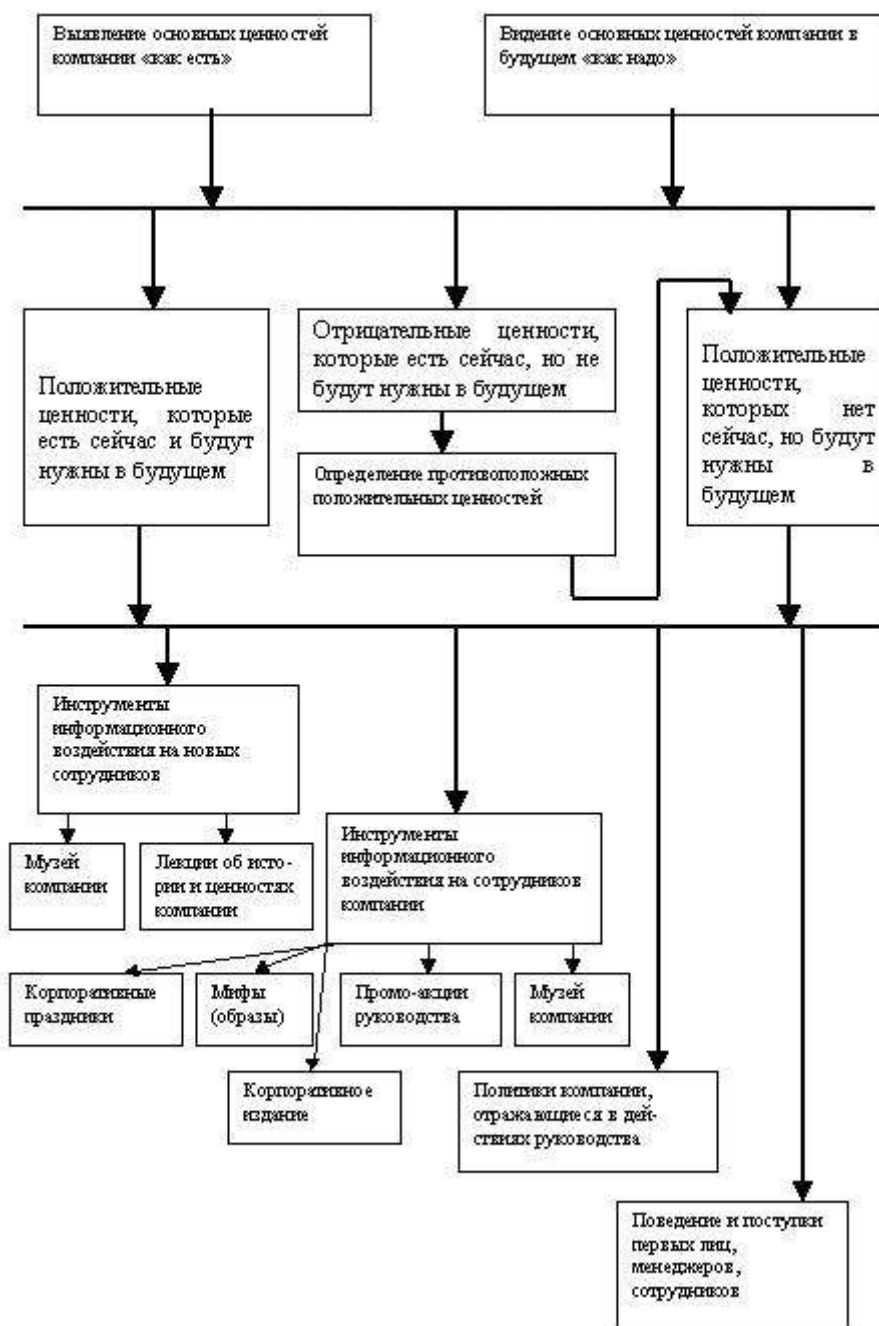 Выявление основных ценностей
компании «как есть»
Видение основных ценностей компании в
будущем «как надо»
Положительные
ценности, которые
есть сейчас и будут
нужны в будущем
Отрицательные ценности,
которые есть сейчас, но не
будут нужны в будущем
Определение противоположных
положительных ценностей
Положительные
ценности,
которых нет
сейчас, но будут
нужны в
будущем
Инструменты
информационного
воздействия на новых
сотрудников
Музей
компании
Лекции об исто-
рии и ценностях
компании
Инструменты
информационного
воздействия на сотрудников
компании
Корпоративные
праздники
Мифы
(образы)
Промо-акции
руководства
Музей
компании
Корпоративное
издание
Политики компании,
отражающиеся в дей-
ствиях руководства
Поведение и поступки
первых лиц,
менеджеров,
сотрудников